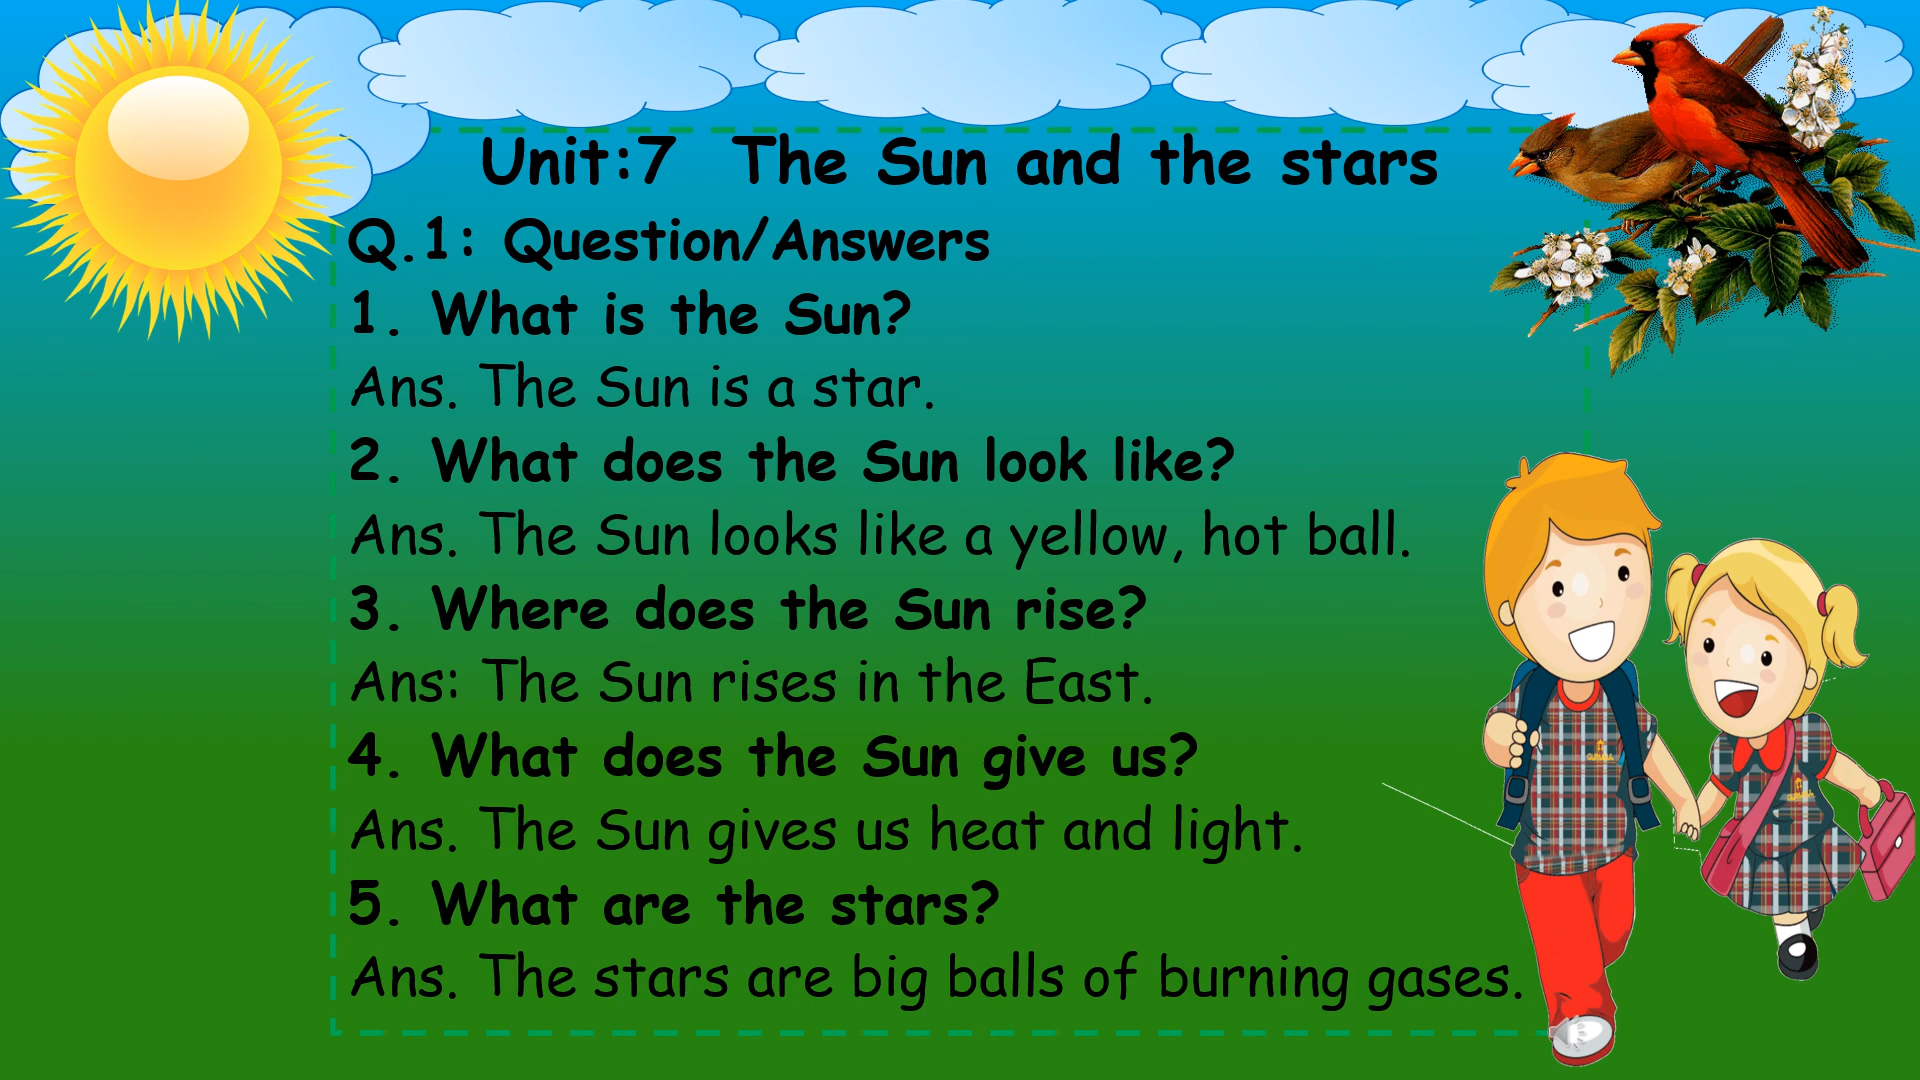 Unit:7 The Sun and the stars
Q.1: Question/Answers
1. What is the Sun?
Ans. The Sun is a star.
2. What does the Sun look like?
Ans. The Sun looks like a yellow, hot ball.
3. Where does the Sun rise?
Ans: The Sun rises in the East.
4. What does the Sun give us?
Ans. The Sun gives us heat and light.
5. What are the stars?
Ans. The stars are big balls of burning gases.